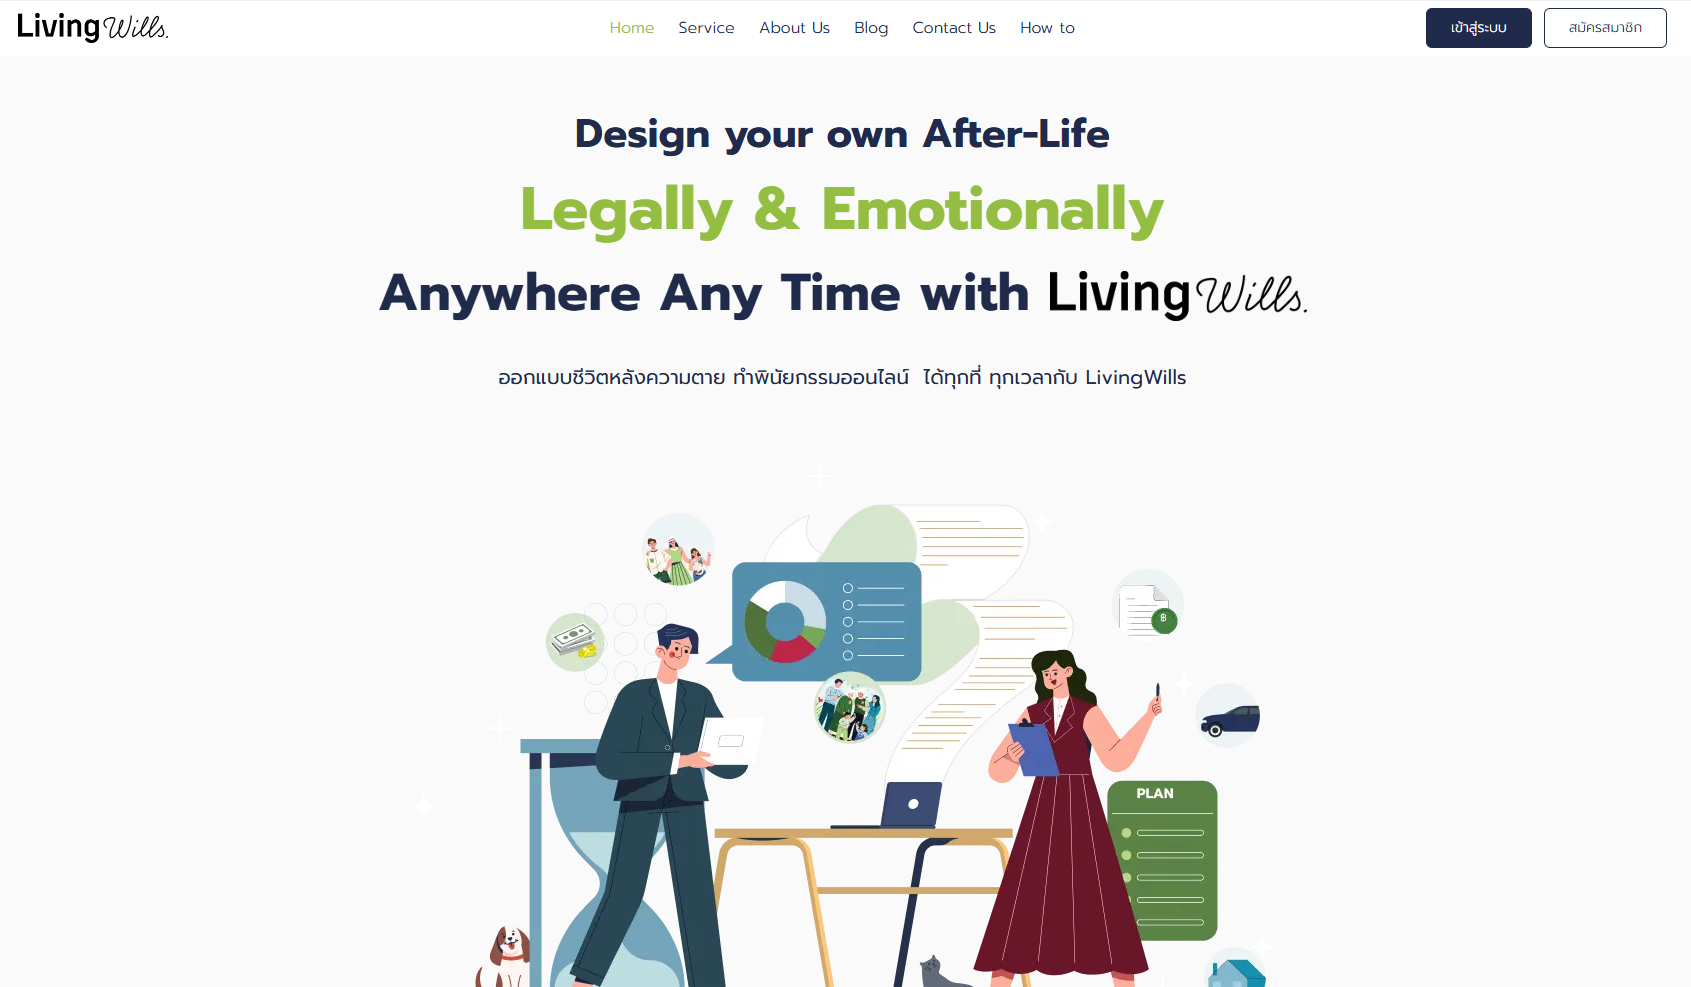 LivingWills.
Home Service About Us Blog Contact Us How to
เข้าสู่ระบบ สมัครสมาชิก
Design your own After-Life
Legally & Emotionally
Anywhere Any Time with LivingWills.
ออกแบบชีวิตหลังความตาย ทำพินัยกรรมออนไลน์ ได้ทุกที่ ทุกเวลากับ LivingWills
฿
PLAN